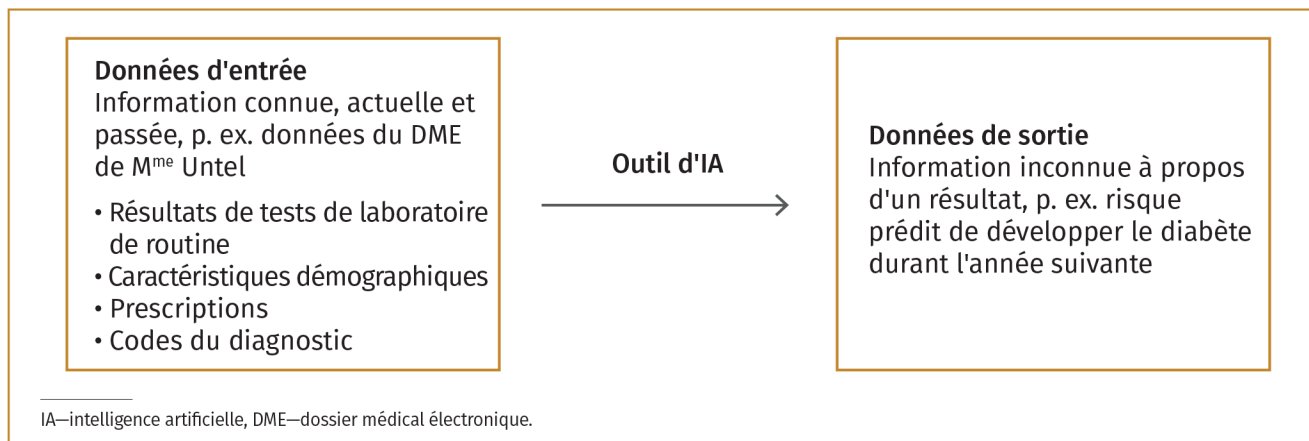 Données d'entrée
Information connue, actuelle et
passée, p. ex. données du DME
de Mme Untel
• Résultats de tests de laboratoire
de routine
• Caractéristiques démographiques
• Prescriptions
• Codes du diagnostic
Outil d'IA
Données de sortie
Information inconnue à propos
d'un résultat, p. ex. risque
prédit de développer le diabète
durant l'année suivante
IA—intelligence artificielle, DME—dossier médical électronique.